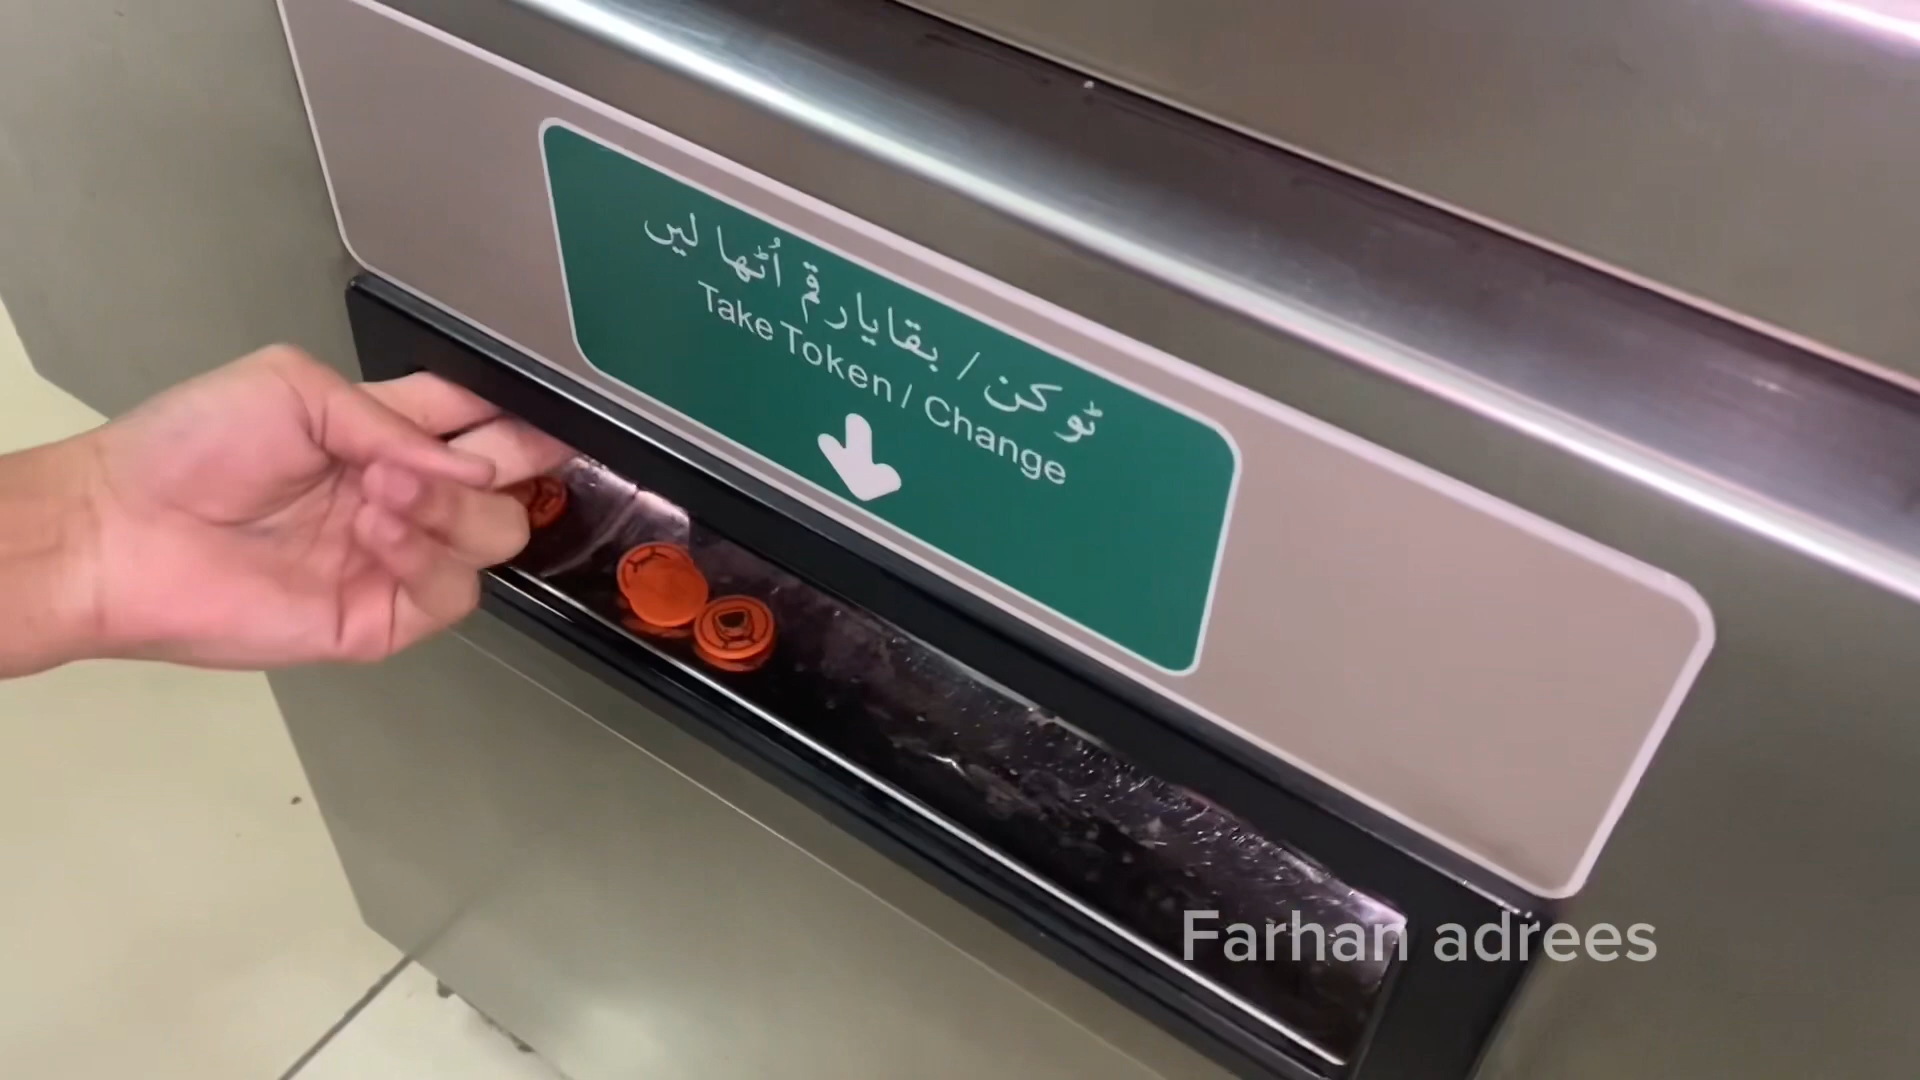 ٹوکن / بقایا رقم اُٹھا لیں
Take Token / Change
Farhan adrees